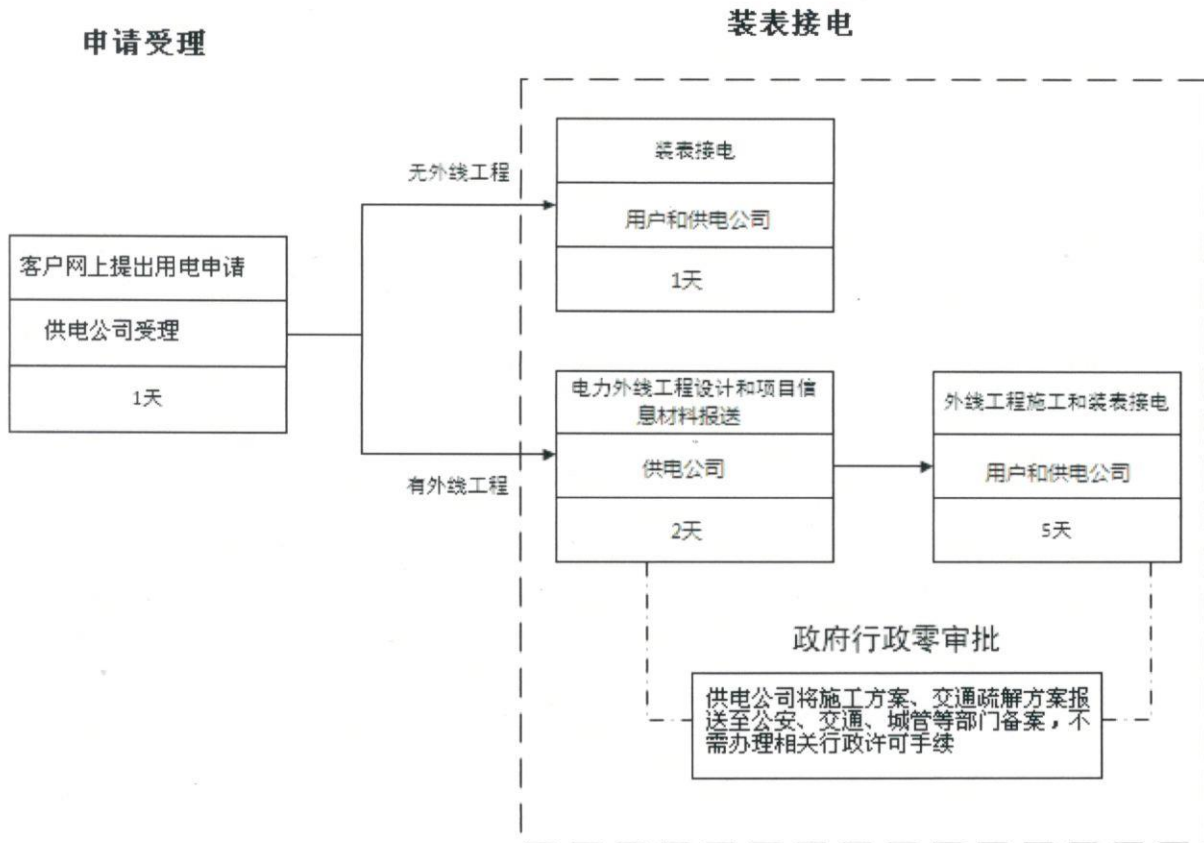 申请受理
装表接电
无外线工程
装表接电
用户和供电公司
1天
客户网上提出用电申请
供电公司受理
1天
有外线工程
电力外线工程设计和项目信
息材料报送
供电公司
2天
外线工程施工和装表接电
用户和供电公司
5天
政府行政零审批
供电公司将施工方案、交通疏解方案报
送至公安、交通、城管等部门备案，不
需办理相关行政许可手续